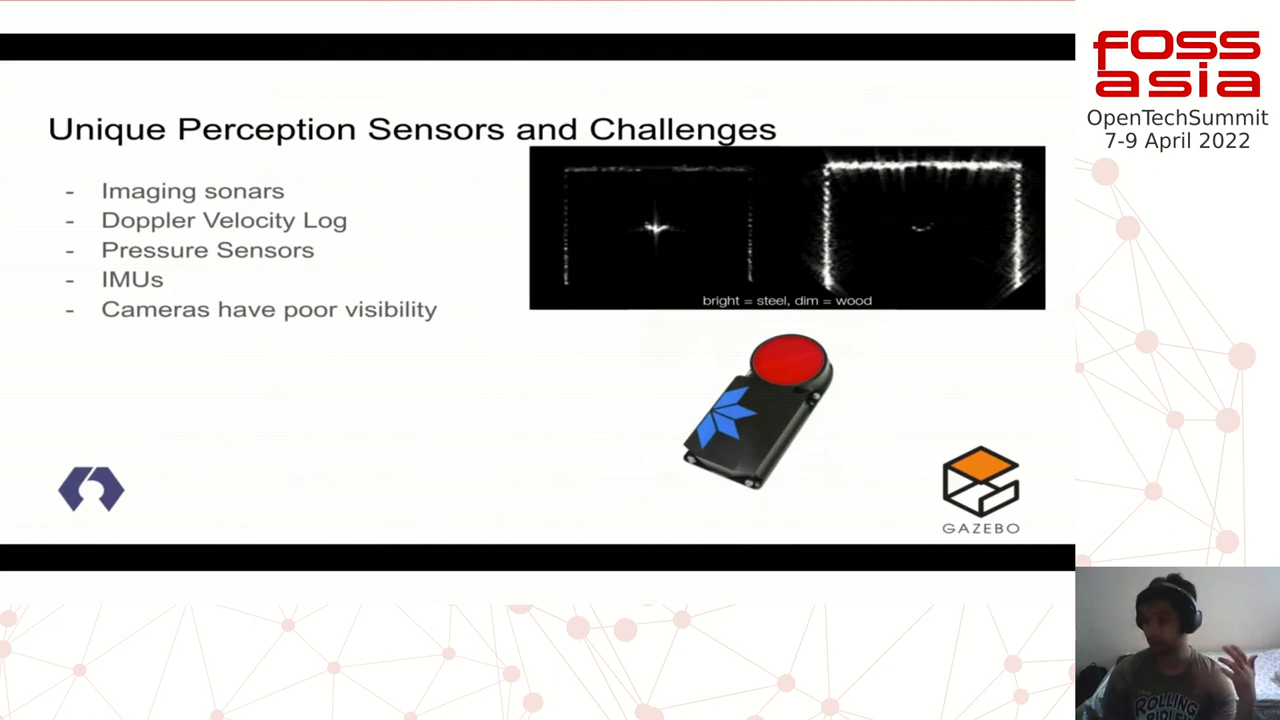 foss
asia
OpenTechSummit
7-9 April 2022
Unique Perception Sensors and Challenges
- Imaging sonars
- Doppler Velocity Log
- Pressure Sensors
- IMUs
- Cameras have poor visibility
bright = steel, dim = wood
GAZEBO
ROLLING